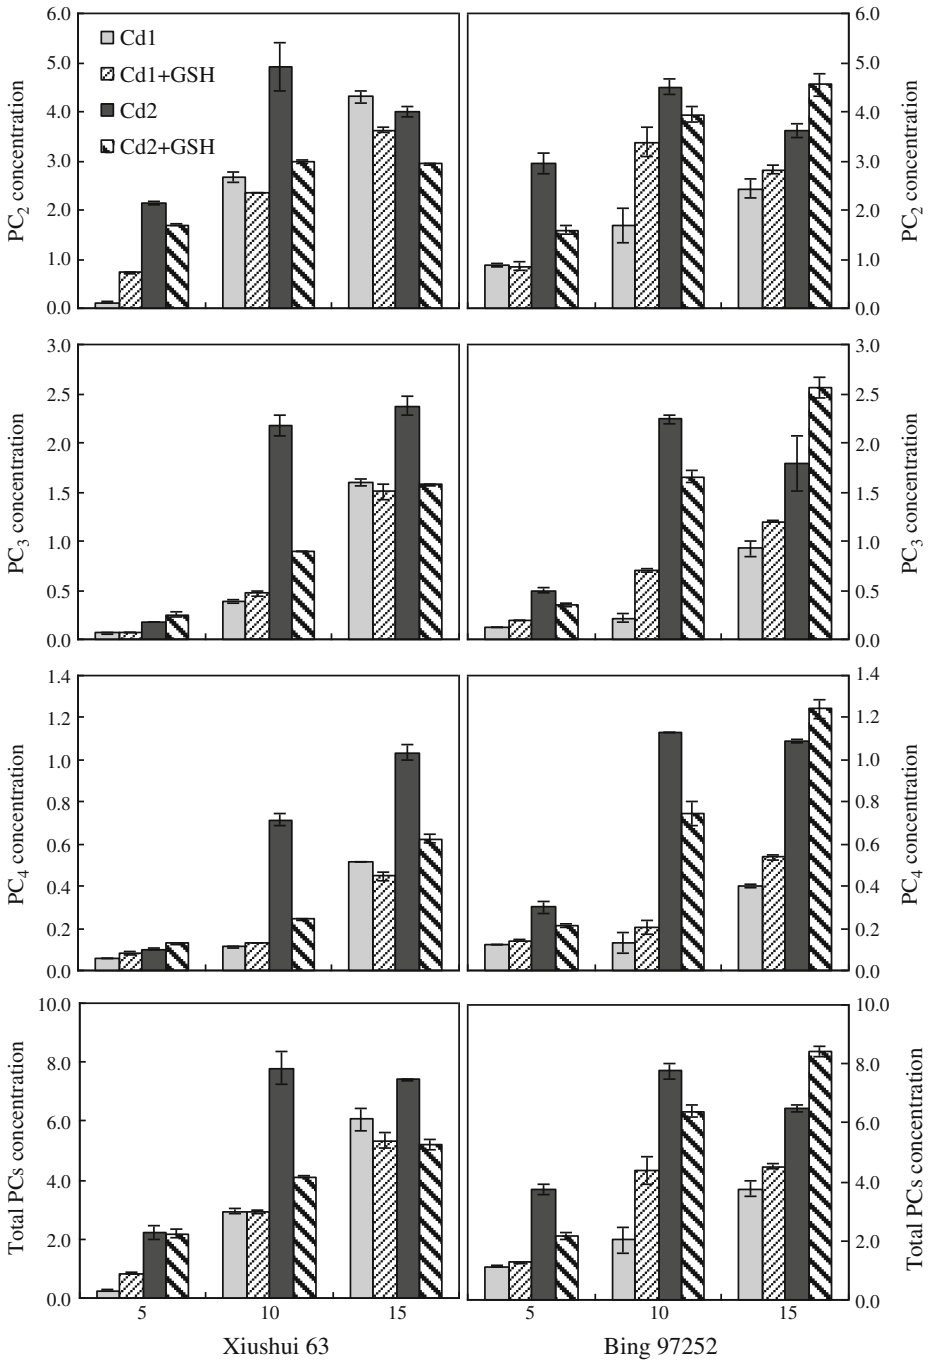 6.0 6.0
5.0 5.0
4.0 4.0
3.0 3.0
2.0 2.0
1.0 1.0
0.0 0.0
PC2 concentration
Cd1
Cd1+GSH
Cd2
Cd2+GSH
PC2 concentration
3.0 3.0
2.5 2.5
2.0 2.0
1.5 1.5
1.0 1.0
0.5 0.5
0.0 0.0
PC3 concentration
PC3 concentration
1.4 1.4
1.2 1.2
1.0 1.0
0.8 0.8
0.6 0.6
0.4 0.4
0.2 0.2
0.0 0.0
PC4 concentration
PC4 concentration
10.0 10.0
8.0 8.0
6.0 6.0
4.0 4.0
2.0 2.0
0.0 0.0
Total PCs concentration
Total PCs concentration
5 10 15 5 10 15
Xiushui 63 Bing 97252